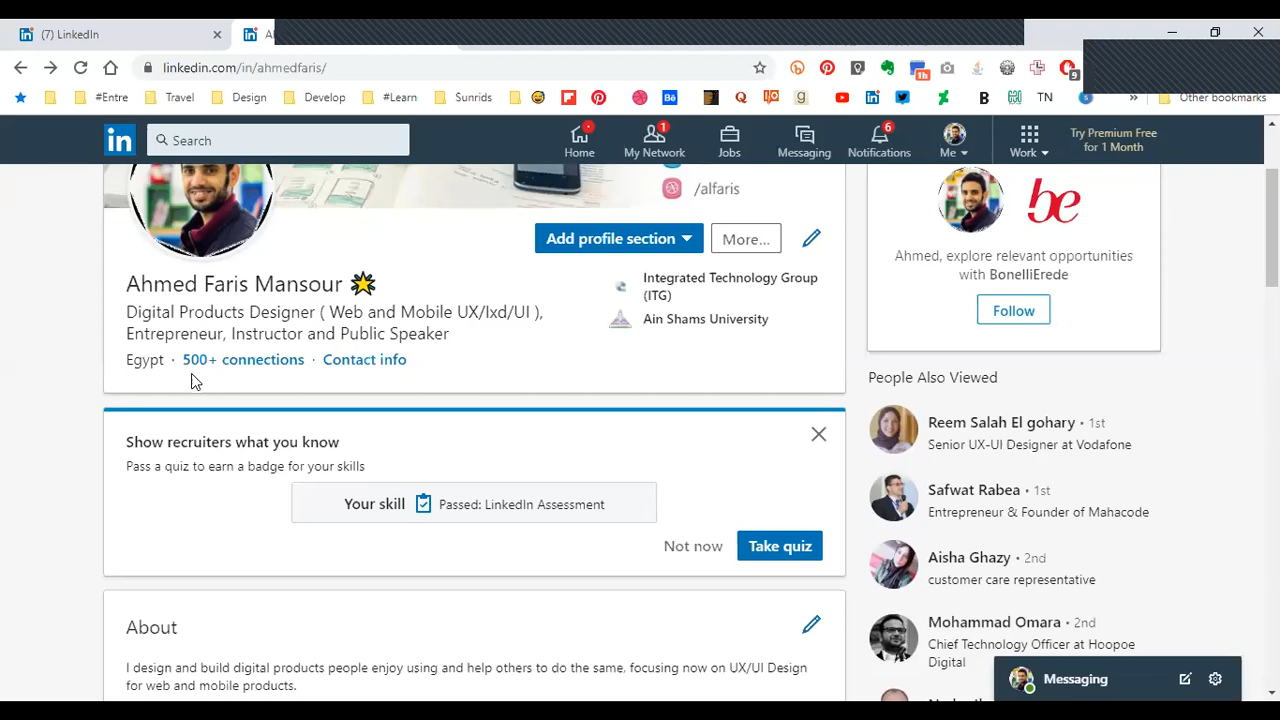 (7) LinkedIn
linkedin.com/in/ahmedfaris/
1h
9
#Entre
Travel
Design
Develop
#Learn
Sunrids
TN
Other bookmarks
in
Search
Home
My Network
1
Jobs
Messaging
Notifications
6
Me
Work
Try Premium Free
for 1 Month
/alfaris
Add profile section
More...
Ahmed Faris Mansour
Digital Products Designer ( Web and Mobile UX/Ixd/UI ),
Entrepreneur, Instructor and Public Speaker
Egypt · 500+ connections · Contact info
Integrated Technology Group
(ITG)
Ain Shams University
Show recruiters what you know
Pass a quiz to earn a badge for your skills
Your skill Passed: LinkedIn Assessment
Not now
Take quiz
About
I design and build digital products people enjoy using and help others to do the same, focusing now on UX/UI Design
for web and mobile products.
be
Ahmed, explore relevant opportunities
with BonelliErede
Follow
People Also Viewed
Reem Salah El gohary • 1st
Senior UX-UI Designer at Vodafone
Safwat Rabea • 1st
Entrepreneur & Founder of Mahacode
Aisha Ghazy • 2nd
customer care representative
Mohammad Omara • 2nd
Chief Technology Officer at Hoopoe
Digital
Messaging